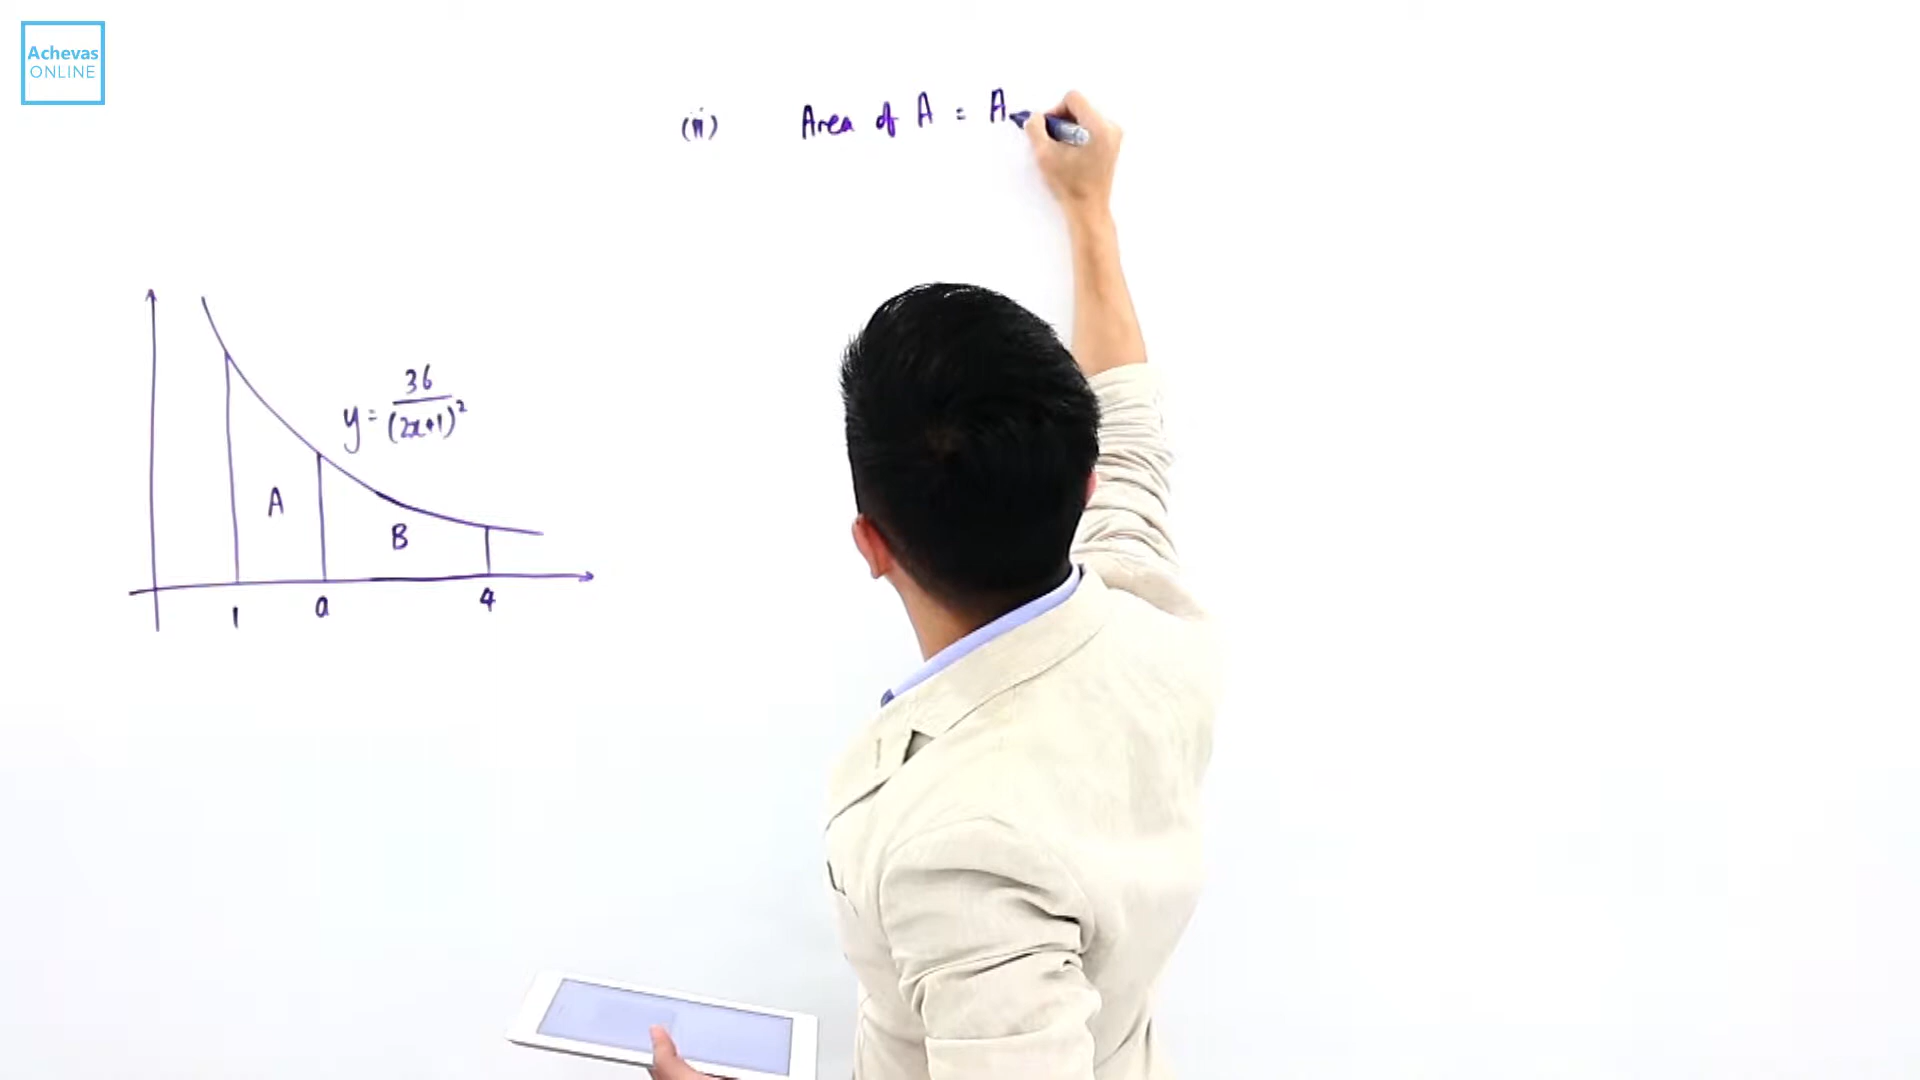 Achevas
ONLINE
(ii) Area of A = A
y = 36/(2x+1)²
A
B
1 a 4